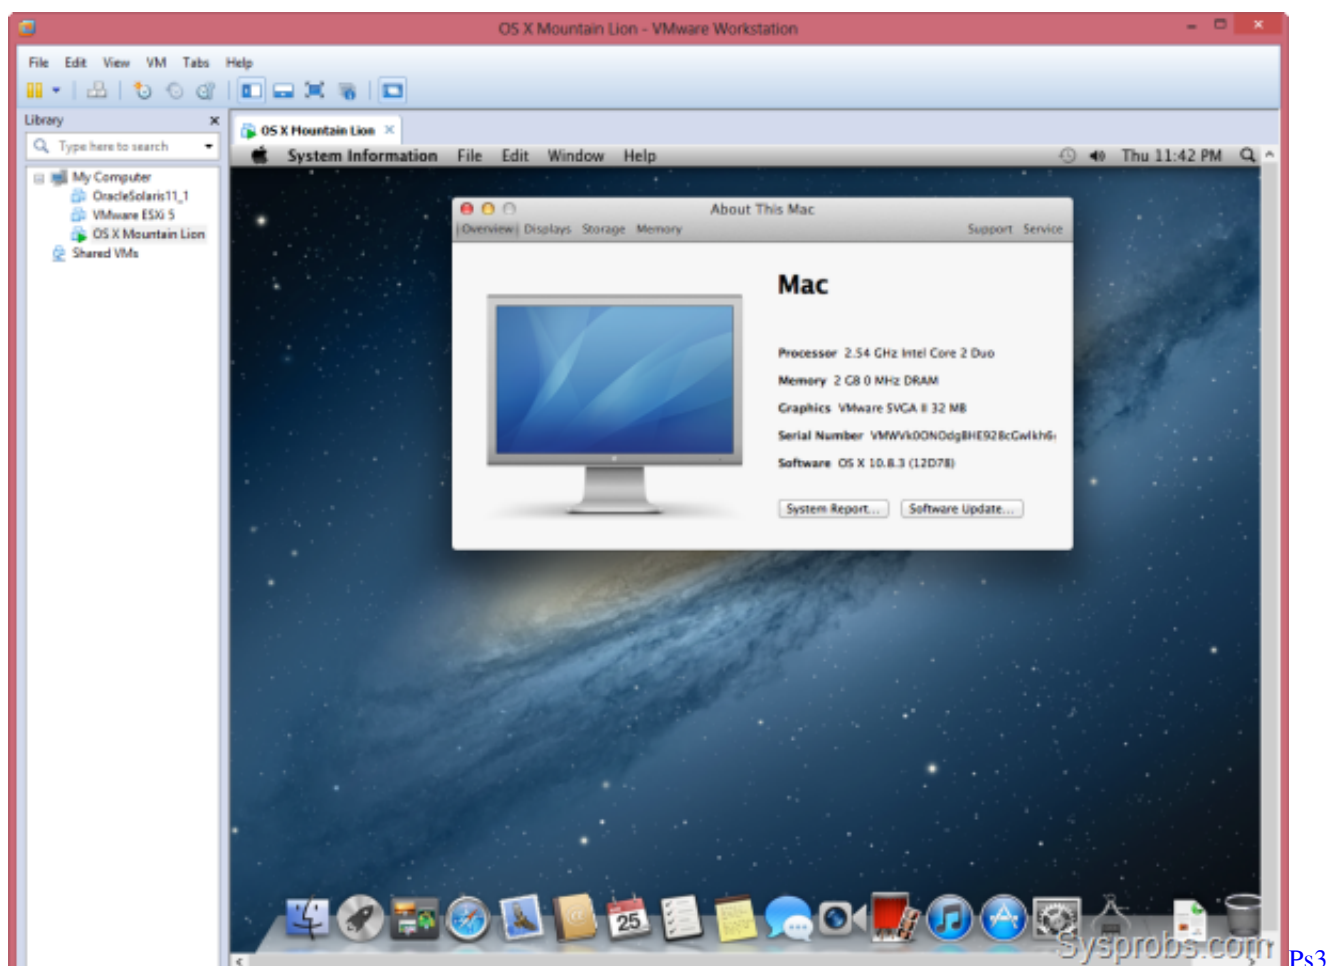 OS X Mountain Lion - VMware Workstation
File Edit View VM Tabs Help
Library
Type here to search
OS X Mountain Lion
System Information File Edit Window Help
Thu 11:42 PM
My Computer
OracleSolaris11_1
VMware ESXi 5
OS X Mountain Lion
Shared VMs
About This Mac
Overview Displays Storage Memory
Support Service
Mac
Processor 2.54 GHz Intel Core 2 Duo
Memory 2 GB 0 MHz DRAM
Graphics VMware SVGA II 32 MB
Serial Number
Software OS X 10.8.3 (12D78)
System Report...
Software Update...
25
Sysprobs.com
Ps3